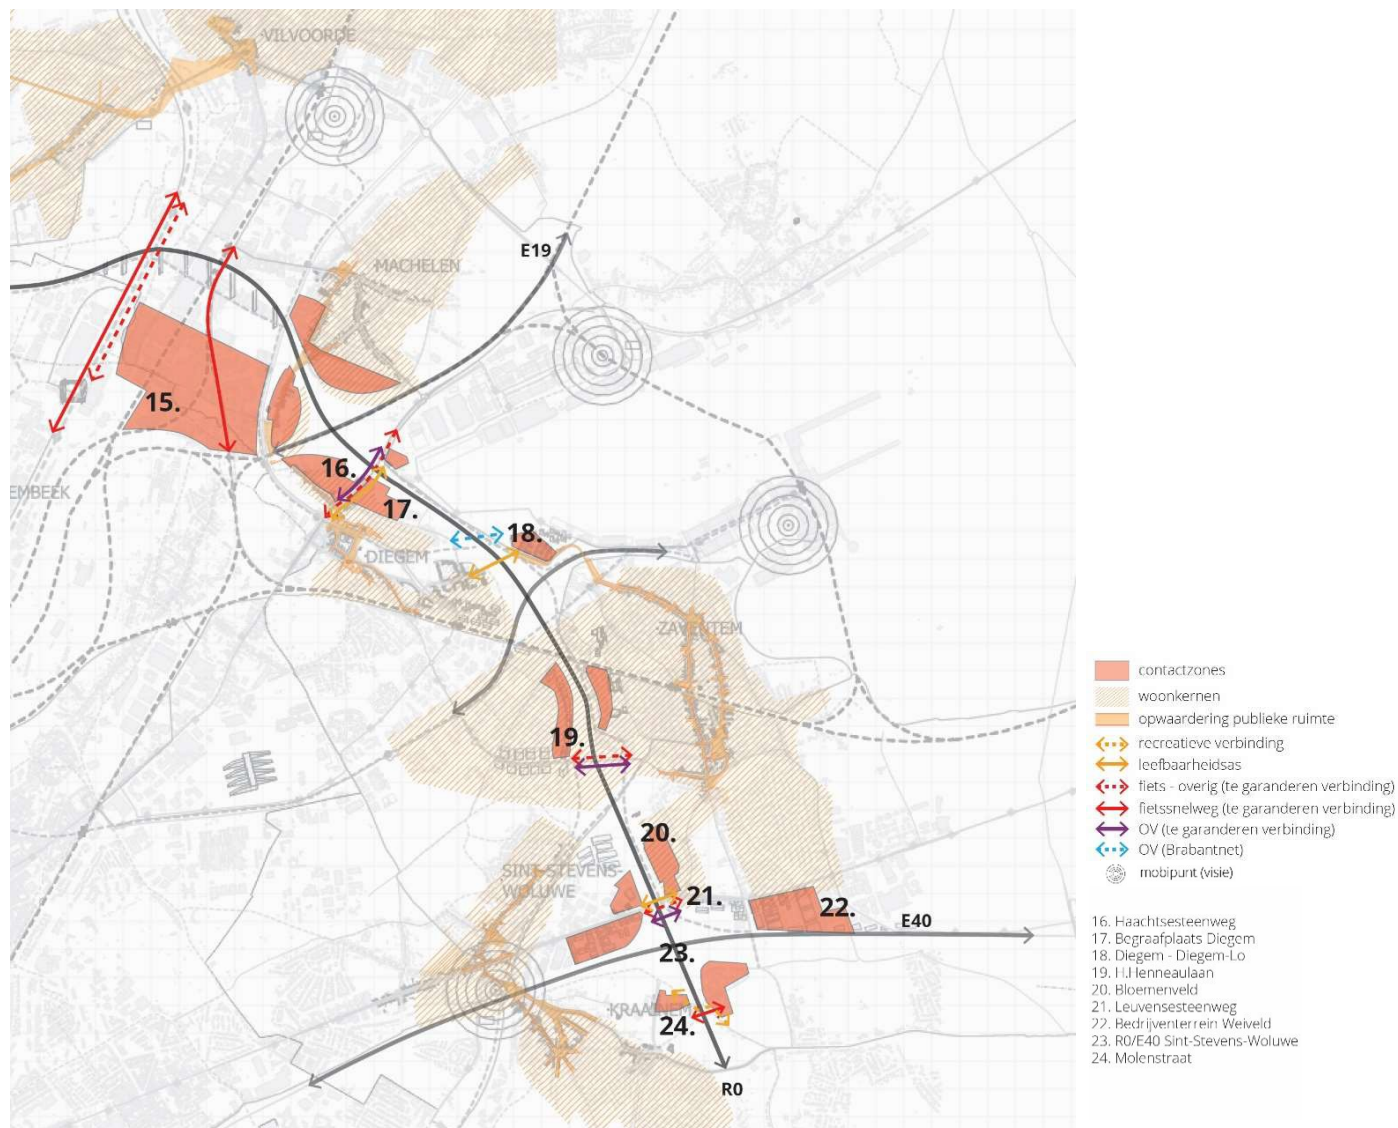 VILVOORDE
E19
MACHELEN
15.
16.
EMBEEK
17.
18.
DIEGEM
ZAVENTEM
19.
20.
SINT-STEVENS-
WOLUWE
21.
22.
E40
23.
KRAAINEM
24.
R0
contactzones
woonkernen
opwaardering publieke ruimte
recreatieve verbinding
leefbaarheidsas
fiets - overig (te garanderen verbinding)
fietssnelweg (te garanderen verbinding)
OV (te garanderen verbinding)
OV (Brabantnet)
mobipunt (visie)
16. Haachtsesteenweg
17. Begraafplaats Diegem
18. Diegem - Diegem-Lo
19. H.Henneaulaan
20. Bloemenveld
21. Leuvensesteenweg
22. Bedrijventerrein Weiveld
23. R0/E40 Sint-Stevens-Woluwe
24. Molenstraat